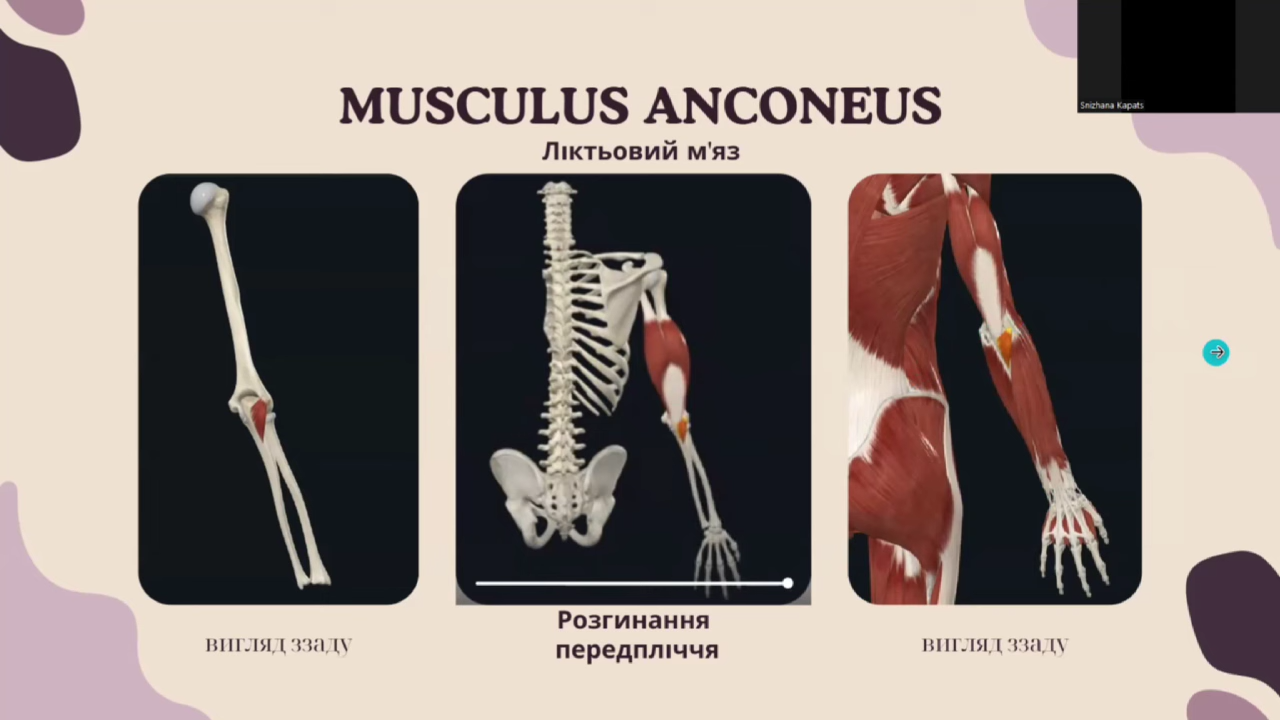 Snizhana Kapats
MUSCULUS ANCONEUS
Ліктьовий м'яз
вигляд ззаду
Розгинання
передпліччя
вигляд ззаду